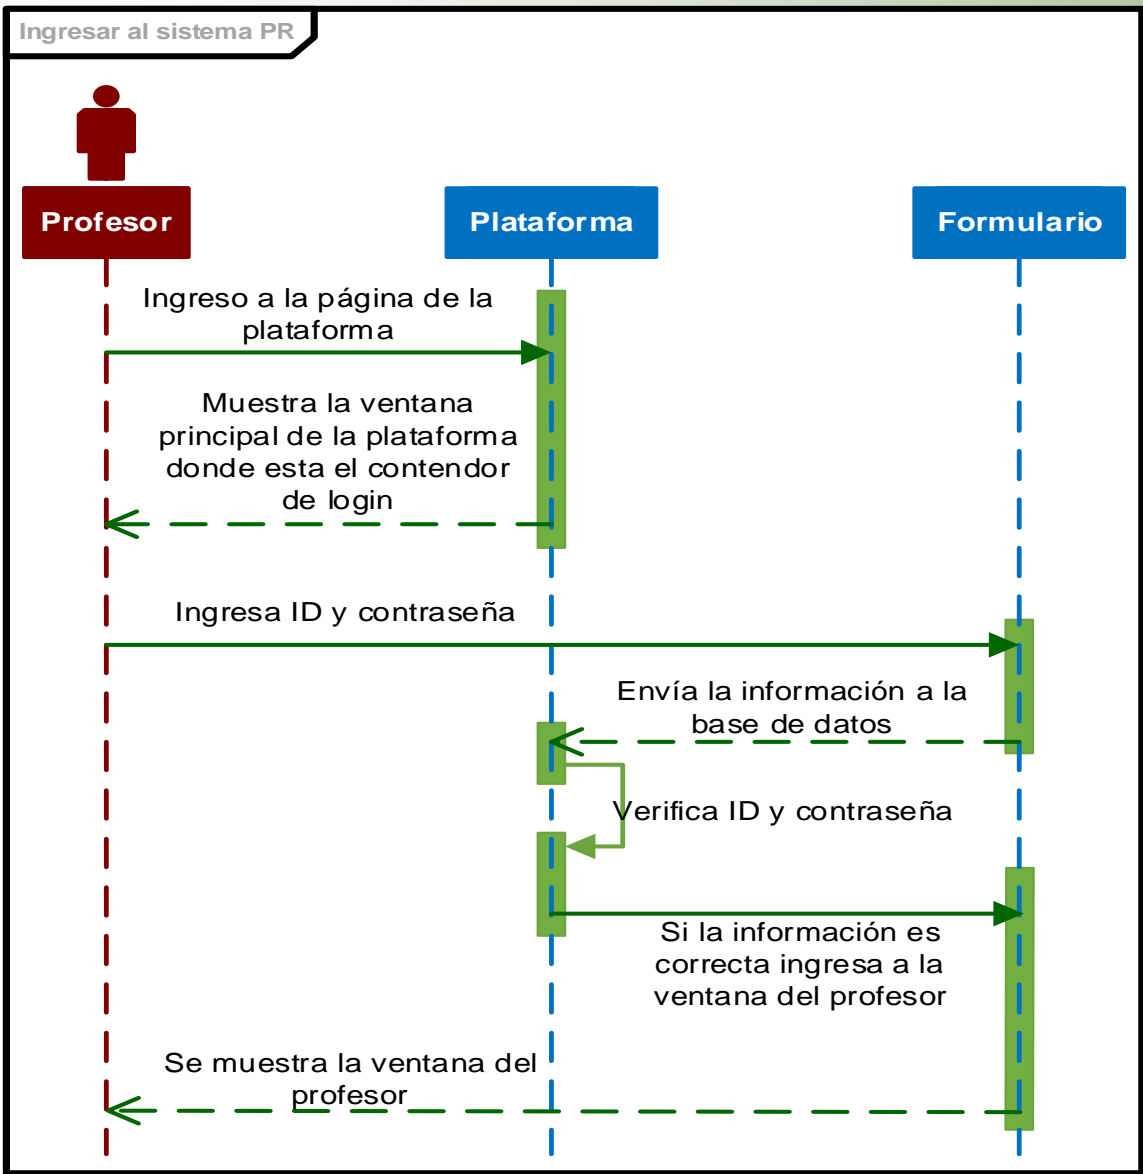 Ingresar al sistema PR
Profesor
Plataforma
Formulario
Ingreso a la página de la
plataforma
Muestra la ventana
principal de la plataforma
donde esta el contendor
de login
Ingresa ID y contraseña
Envía la información a la
base de datos
Verifica ID y contraseña
Si la información es
correcta ingresa a la
ventana del profesor
Se muestra la ventana del
profesor